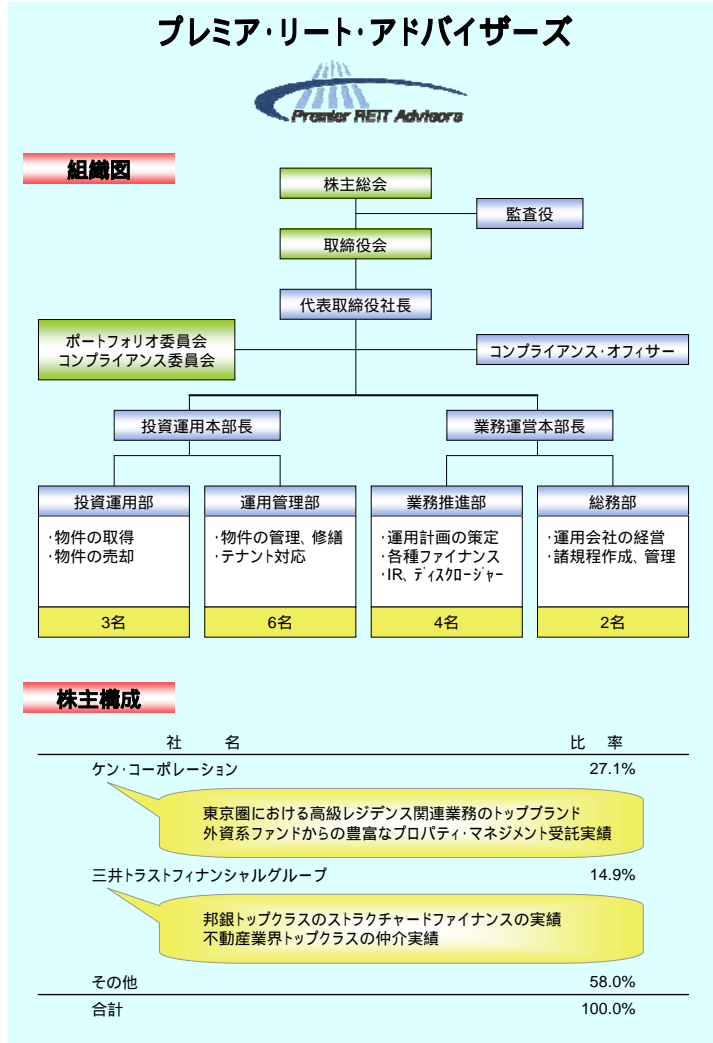 プレミア・リート・アドバイザーズ
Premier REIT Advisors
組織図
株主総会
監査役
取締役会
代表取締役社長
ポートフォリオ委員会
コンプライアンス委員会
コンプライアンス・オフィサー
投資運用本部長
業務運営本部長
投資運用部
・物件の取得
・物件の売却
3名
運用管理部
・物件の管理、修繕
・テナント対応
6名
業務推進部
・運用計画の策定
・各種ファイナンス
・IR、ディスクロージャー
4名
総務部
・運用会社の経営
・諸規程作成、管理
2名
株主構成
社 名 比 率
ケン・コーポレーション 27.1%
東京圏における高級レジデンス関連業務のトップブランド
外資系ファンドからの豊富なプロパティ・マネジメント受託実績
三井トラストフィナンシャルグループ 14.9%
邦銀トップクラスのストラクチャードファイナンスの実績
不動産業界トップクラスの仲介実績
その他 58.0%
合計 100.0%